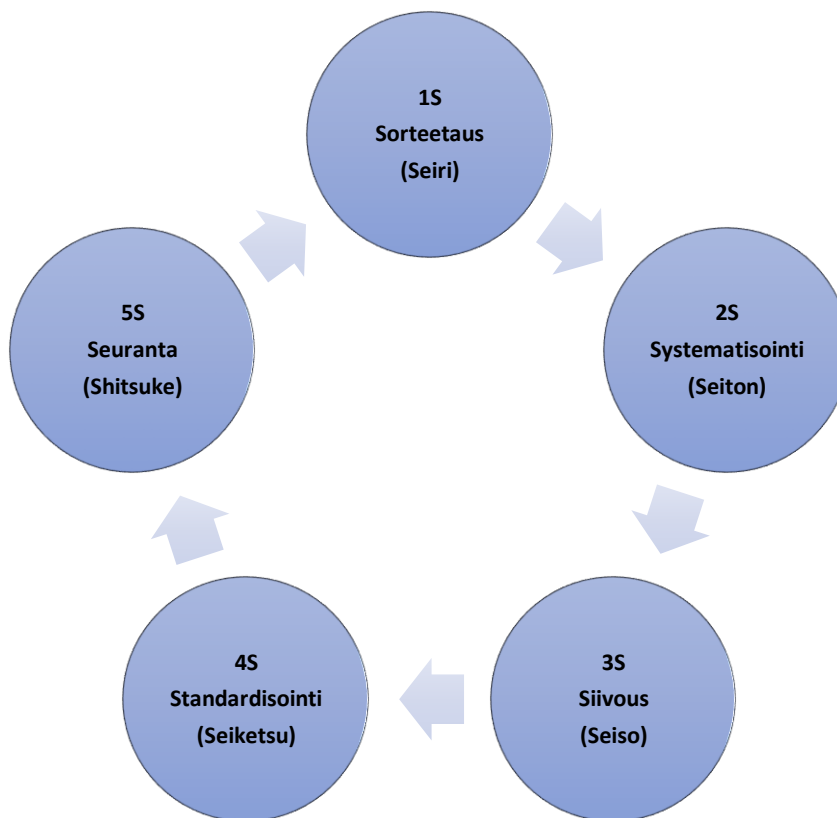 1S
Sorteetaus
(Seiri)
2S
Systematisointi
(Seiton)
3S
Siivous
(Seiso)
4S
Standardisointi
(Seiketsu)
5S
Seuranta
(Shitsuke)